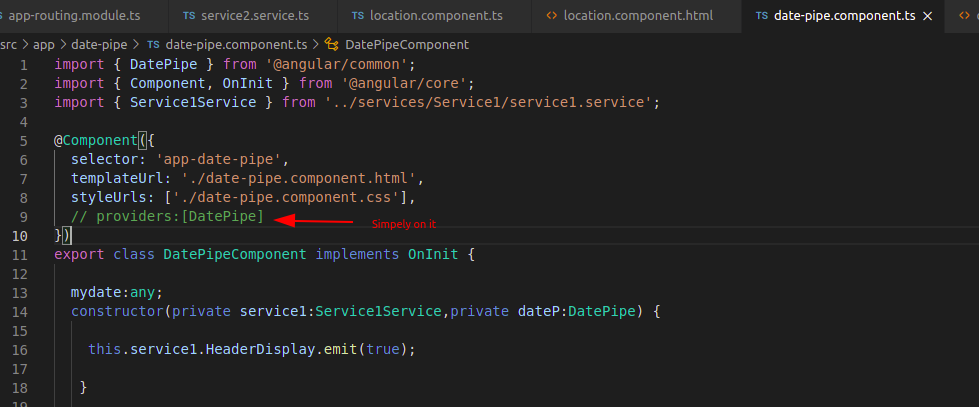 app-routing.module.ts TS service2.service.ts TS location.component.ts <> location.component.html TS date-pipe.component.ts × <>
src > app > date-pipe > TS date-pipe.component.ts > DatePipeComponent
1 import { DatePipe } from '@angular/common';
2 import { Component, OnInit } from '@angular/core';
3 import { Service1Service } from '../services/Service1/service1.service';
4
5 @Component({
6 selector: 'app-date-pipe',
7 templateUrl: './date-pipe.component.html',
8 styleUrls: ['./date-pipe.component.css'],
9 // providers:[DatePipe] Simpely on it
10 })
11 export class DatePipeComponent implements OnInit {
12
13 mydate:any;
14 constructor(private service1:Service1Service,private dateP:DatePipe) {
15
16 this.service1.HeaderDisplay.emit(true);
17
18 }
19